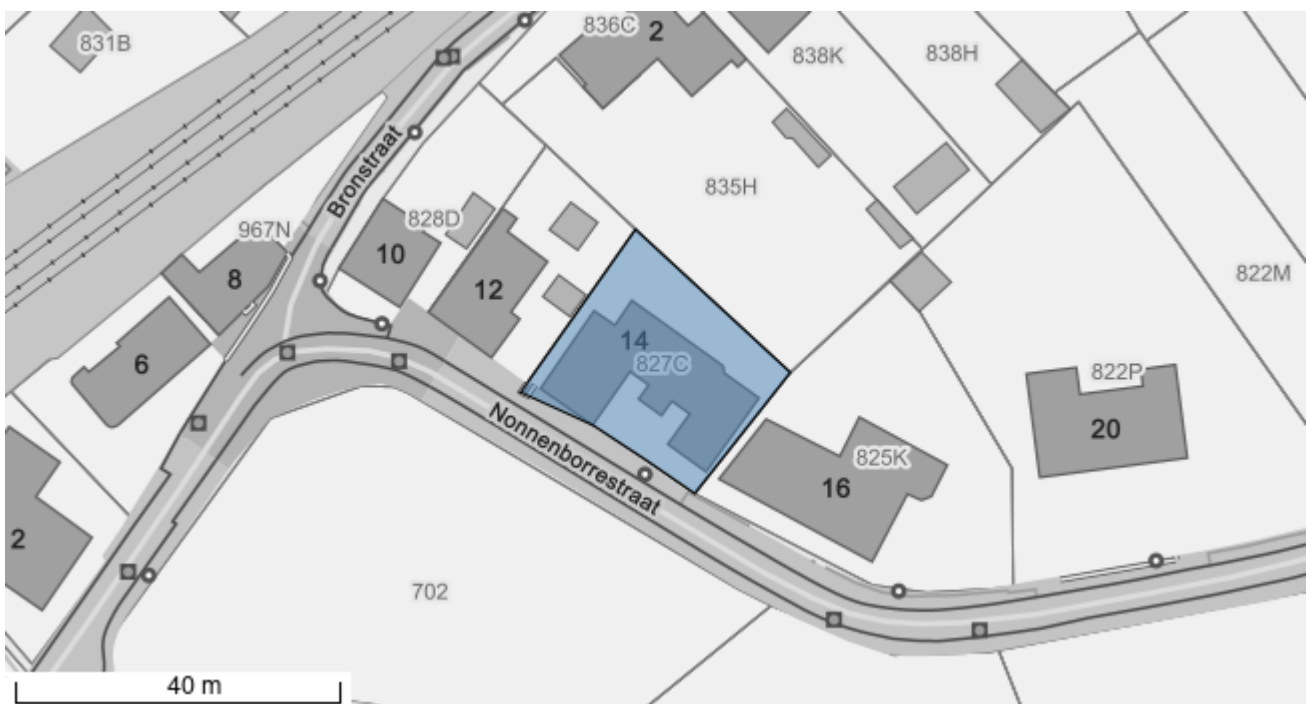 831B
836C
2
838K
838H
Bronstraat
835H
967N
828D
10
822M
8
12
14
827C
6
822P
Nonnenborrestraat
20
825K
16
2
702
40 m